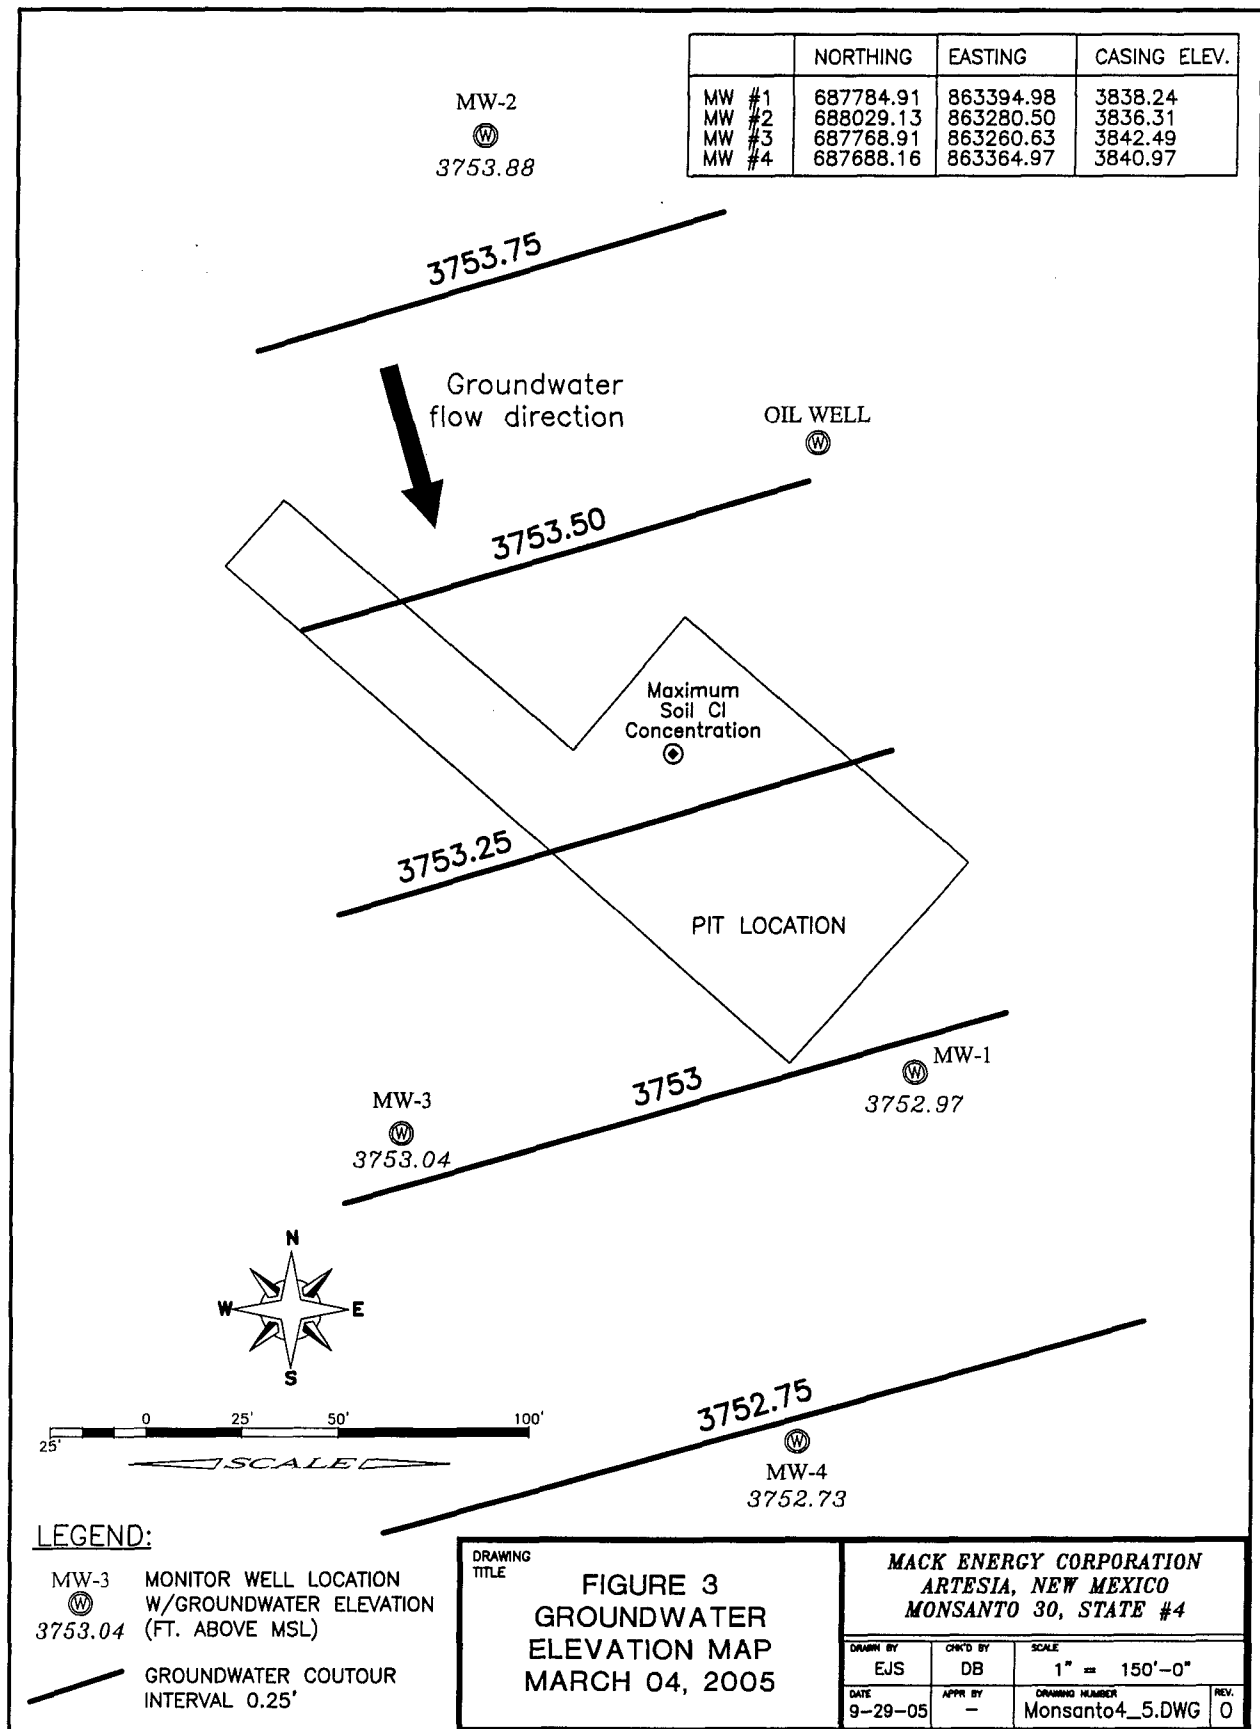 NORTHING EASTING CASING ELEV.
MW #1 687784.91 863394.98 3838.24
MW #2 688029.13 863280.50 3836.31
MW #3 687768.91 863260.63 3842.49
MW #4 687688.16 863364.97 3840.97
MW-2
W
3753.88
3753.75
Groundwater
flow direction
OIL WELL
W
3753.50
Maximum
Soil Cl
Concentration
3753.25
PIT LOCATION
MW-1
W
3752.97
3753
MW-3
W
3753.04
N
W E
S
3752.75
W
MW-4
3752.73
25' 0 25' 50' 100'
SCALE
LEGEND:
MW-3 MONITOR WELL LOCATION
W W/GROUNDWATER ELEVATION
3753.04 (FT. ABOVE MSL)
GROUNDWATER COUTOUR
INTERVAL 0.25'
DRAWING
TITLE
FIGURE 3
GROUNDWATER
ELEVATION MAP
MARCH 04, 2005
MACK ENERGY CORPORATION
ARTESIA, NEW MEXICO
MONSANTO 30, STATE #4
DRAWN BY CHK'D BY SCALE
EJS DB 1" = 150'-0"
DATE APPR BY DRAWING NUMBER REV.
9-29-05 - Monsanto4_5.DWG 0